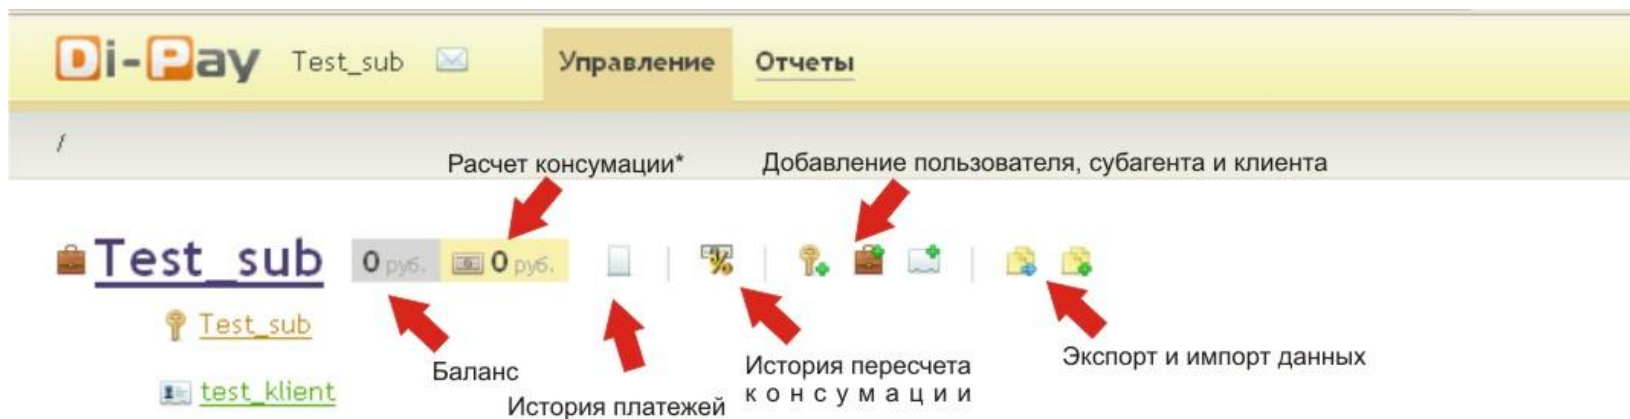 Di-Pay Test_sub Управление Отчеты
/
Расчет консумации* Добавление пользователя, субагента и клиента
Test_sub 0 руб. 0 руб.
Test_sub
Баланс
История пересчета
консумации
Экспорт и импорт данных
test_klient
История платежей